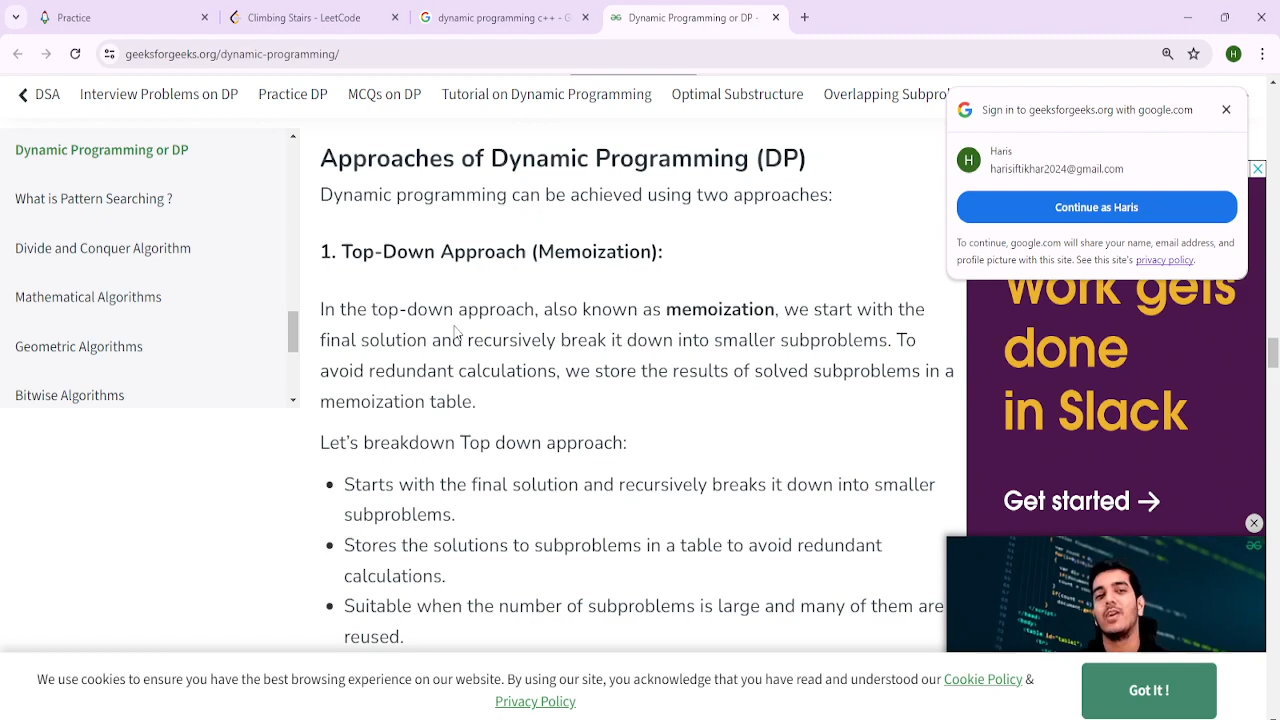 Practice
Climbing Stairs - LeetCode
dynamic programming c++ - G
Dynamic Programming or DP -
geeksforgeeks.org/dynamic-programming/
H
DSA
Interview Problems on DP
Practice DP
MCQs on DP
Tutorial on Dynamic Programming
Optimal Substructure
Overlapping Subpro
Sign in to geeksforgeeks.org with google.com
H
Haris
harisiftikhar2024@gmail.com
Continue as Haris
To continue, google.com will share your name, email address, and
profile picture with this site. See this site's privacy policy.
Dynamic Programming or DP
What is Pattern Searching ?
Divide and Conquer Algorithm
Mathematical Algorithms
Geometric Algorithms
Bitwise Algorithms
Approaches of Dynamic Programming (DP)
Dynamic programming can be achieved using two approaches:
1. Top-Down Approach (Memoization):
In the top-down approach, also known as memoization, we start with the
final solution and recursively break it down into smaller subproblems. To
avoid redundant calculations, we store the results of solved subproblems in a
memoization table.
Let's breakdown Top down approach:
Starts with the final solution and recursively breaks it down into smaller
subproblems.
Stores the solutions to subproblems in a table to avoid redundant
calculations.
Suitable when the number of subproblems is large and many of them are
reused.
work gets
done
in Slack
Get started →
We use cookies to ensure you have the best browsing experience on our website. By using our site, you acknowledge that you have read and understood our Cookie Policy &
Privacy Policy
Got It !